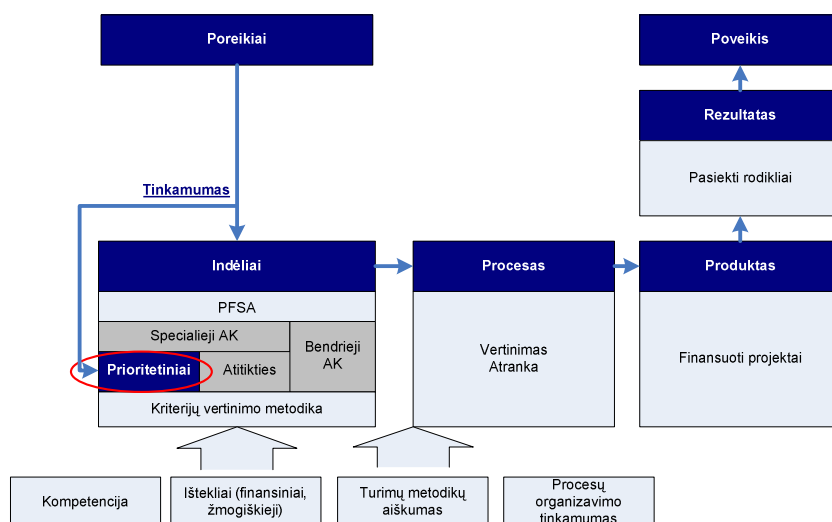 Poreikiai
Poveikis
Rezultatas
Pasiekti rodikliai
Tinkamumas
Indėliai
Procesas
Produktas
PFSA
Specialieji AK
Bendrieji
AK
Prioritetiniai
Atitikties
Kriterijų vertinimo metodika
Vertinimas
Atranka
Finansuoti projektai
Kompetencija
Ištekliai (finansiniai,
žmogiškieji)
Turimų metodikų
aiškumas
Procesų
organizavimo
tinkamumas